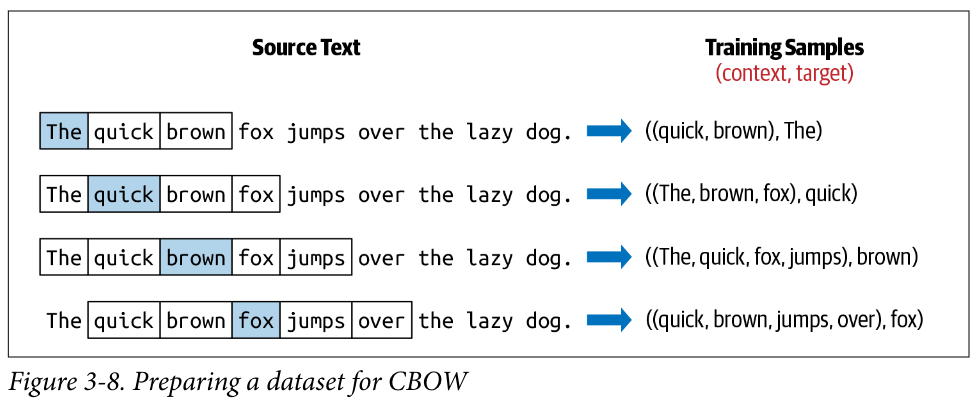 Source Text Training Samples
(context, target)
The quick brown fox jumps over the lazy dog. ((quick, brown), The)
The quick brown fox jumps over the lazy dog. ((The, brown, fox), quick)
The quick brown fox jumps over the lazy dog. ((The, quick, fox, jumps), brown)
The quick brown fox jumps over the lazy dog. ((quick, brown, jumps, over), fox)
Figure 3-8. Preparing a dataset for CBOW